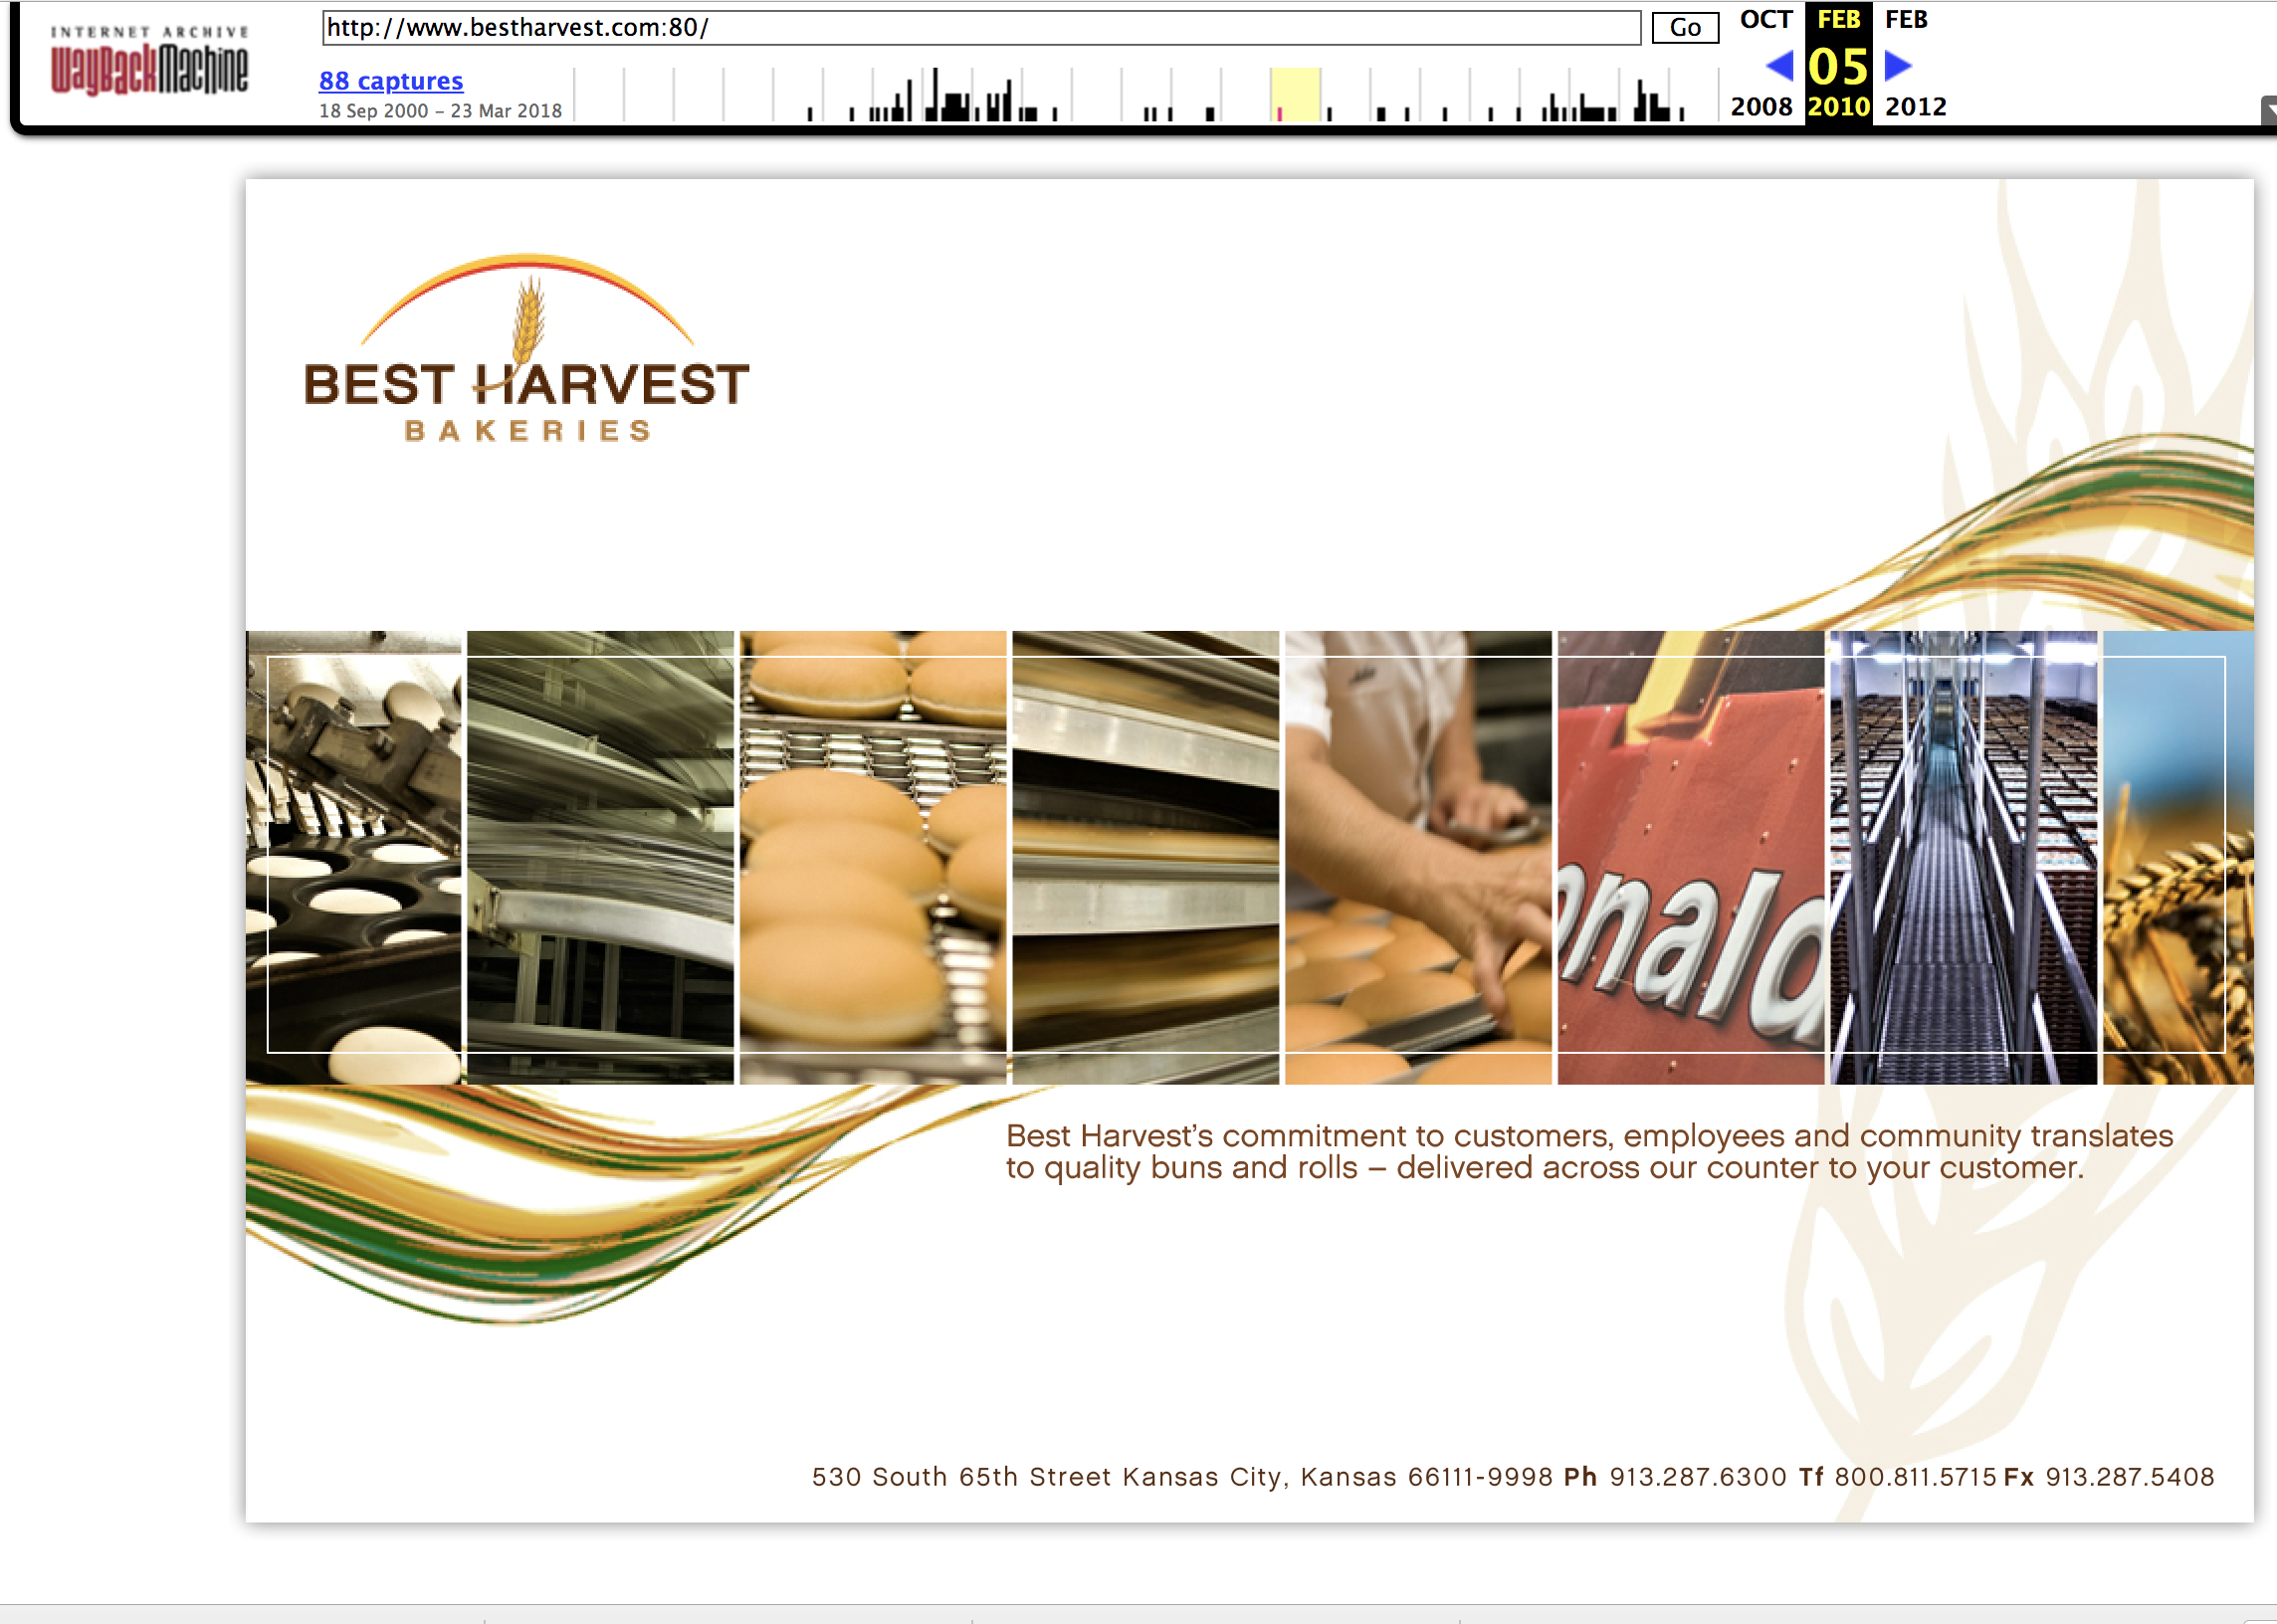 INTERNET ARCHIVE
WayBackMachine
http://www.bestharvest.com:80/
Go
OCT FEB FEB
05
88 captures
18 Sep 2000 – 23 Mar 2018
2008 2010 2012
BEST HARVEST
BAKERIES
onald
Best Harvest’s commitment to customers, employees and community translates
to quality buns and rolls – delivered across our counter to your customer.
530 South 65th Street Kansas City, Kansas 66111-9998 Ph 913.287.6300 Tf 800.811.5715 Fx 913.287.5408